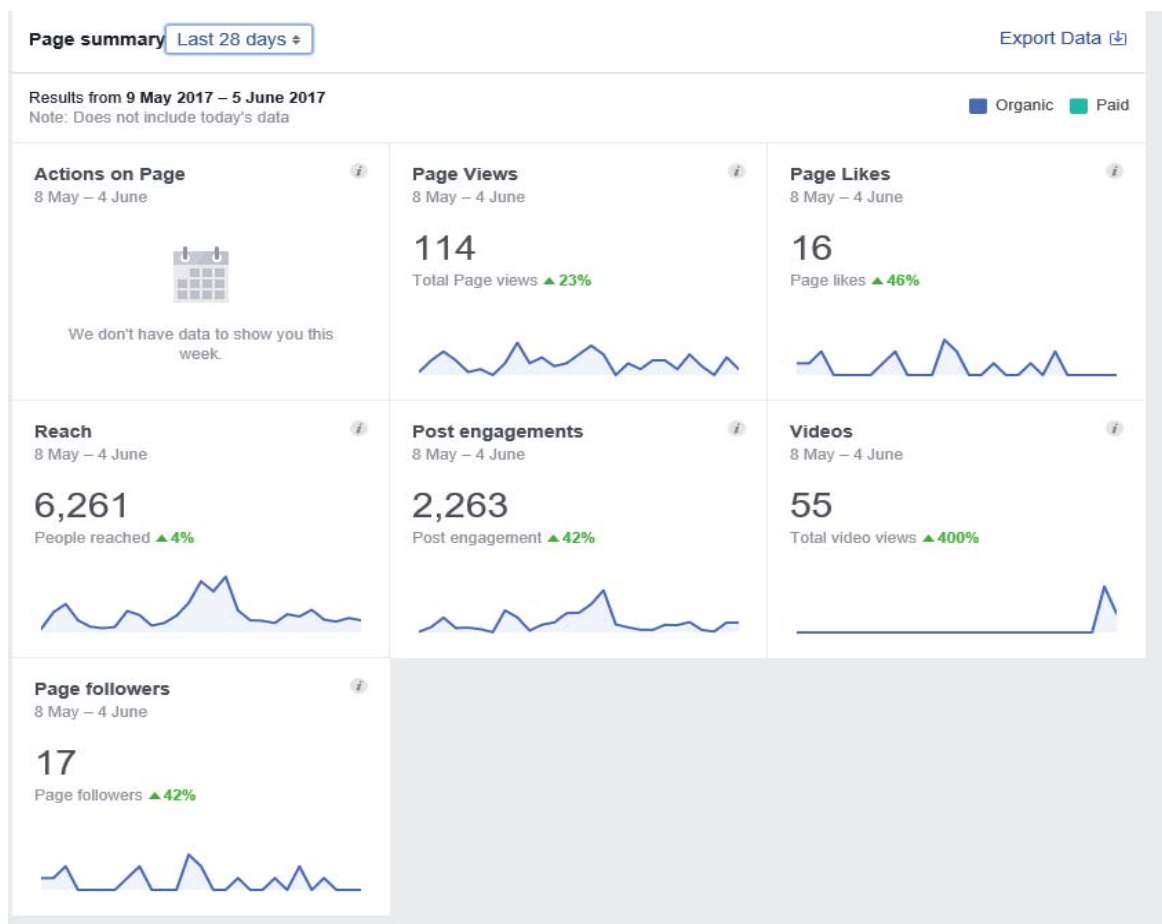 Page summary Last 28 days
Export Data
Results from 9 May 2017 – 5 June 2017
Note: Does not include today's data
Organic Paid
Actions on Page
8 May – 4 June
We don't have data to show you this
week.
Page Views
8 May – 4 June
114
Total Page views ▲ 23%
Page Likes
8 May – 4 June
16
Page likes ▲ 46%
Reach
8 May – 4 June
6,261
People reached ▲ 4%
Post engagements
8 May – 4 June
2,263
Post engagement ▲ 42%
Videos
8 May – 4 June
55
Total video views ▲ 400%
Page followers
8 May – 4 June
17
Page followers ▲ 42%